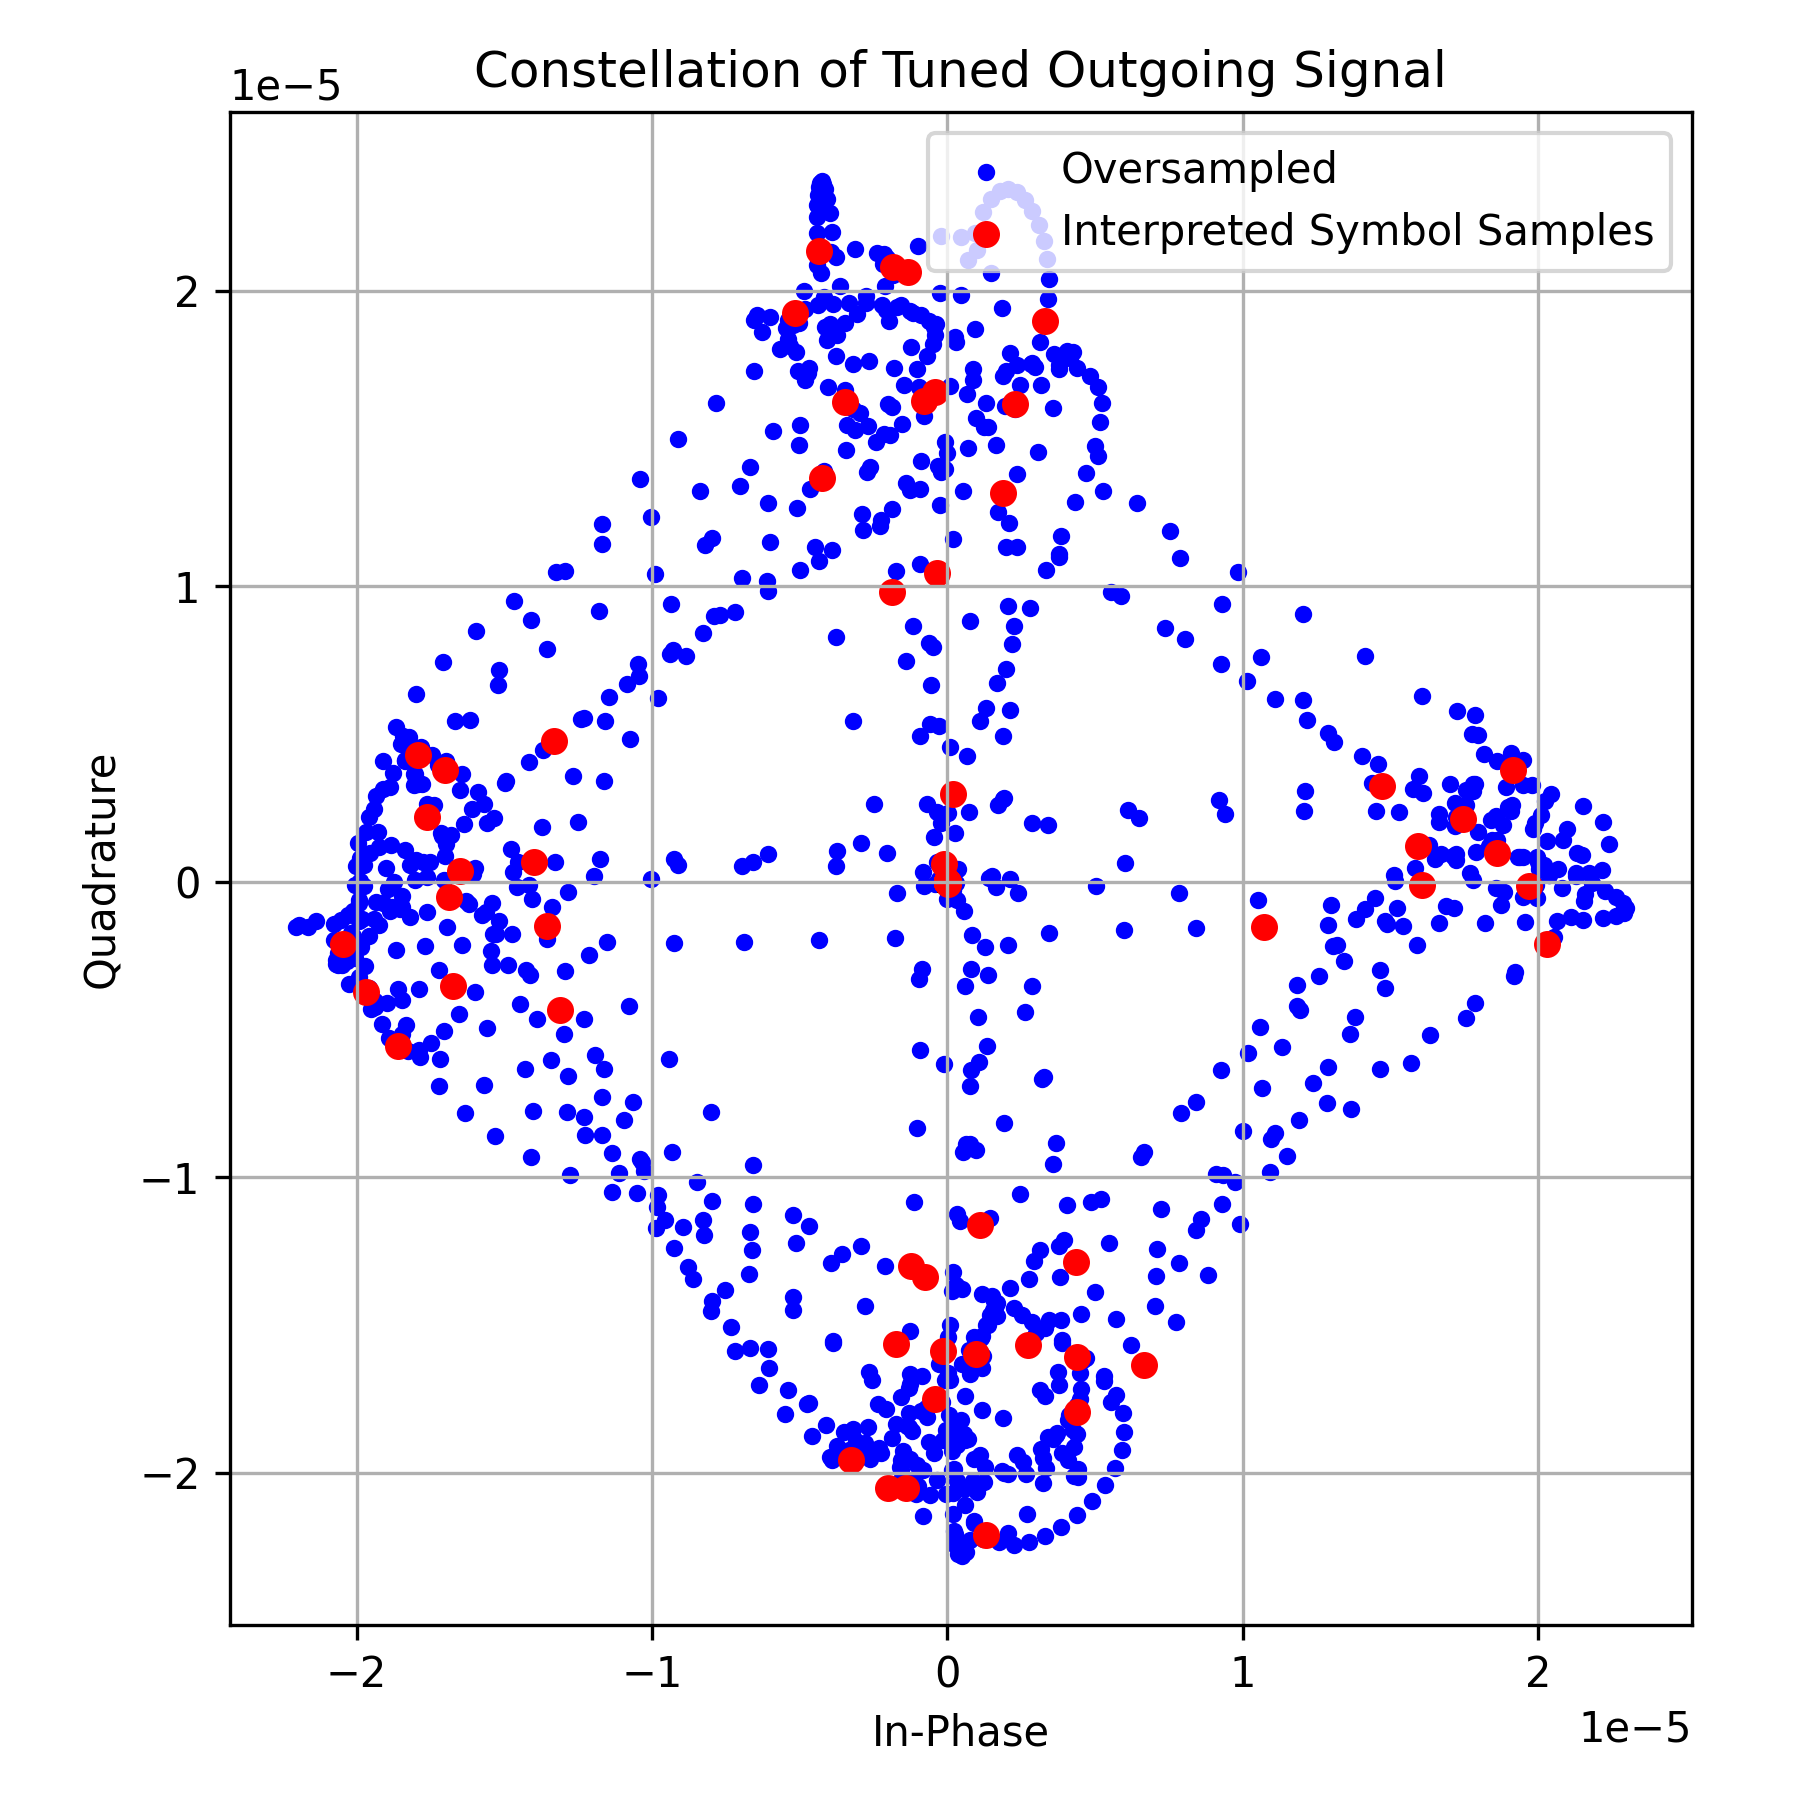 Constellation of Tuned Outgoing Signal
1e−5
Oversampled
Interpreted Symbol Samples
2
1
0
−1
−2
Quadrature
−2
−1
0
1
2
In-Phase
1e−5